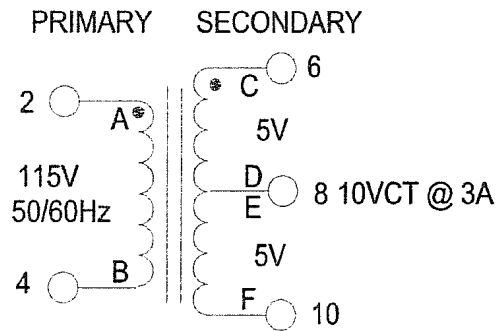 PRIMARY SECONDARY
6
C
2
A
5V
115V
50/60Hz
D
8 10VCT @ 3A
E
5V
4
B
F
10